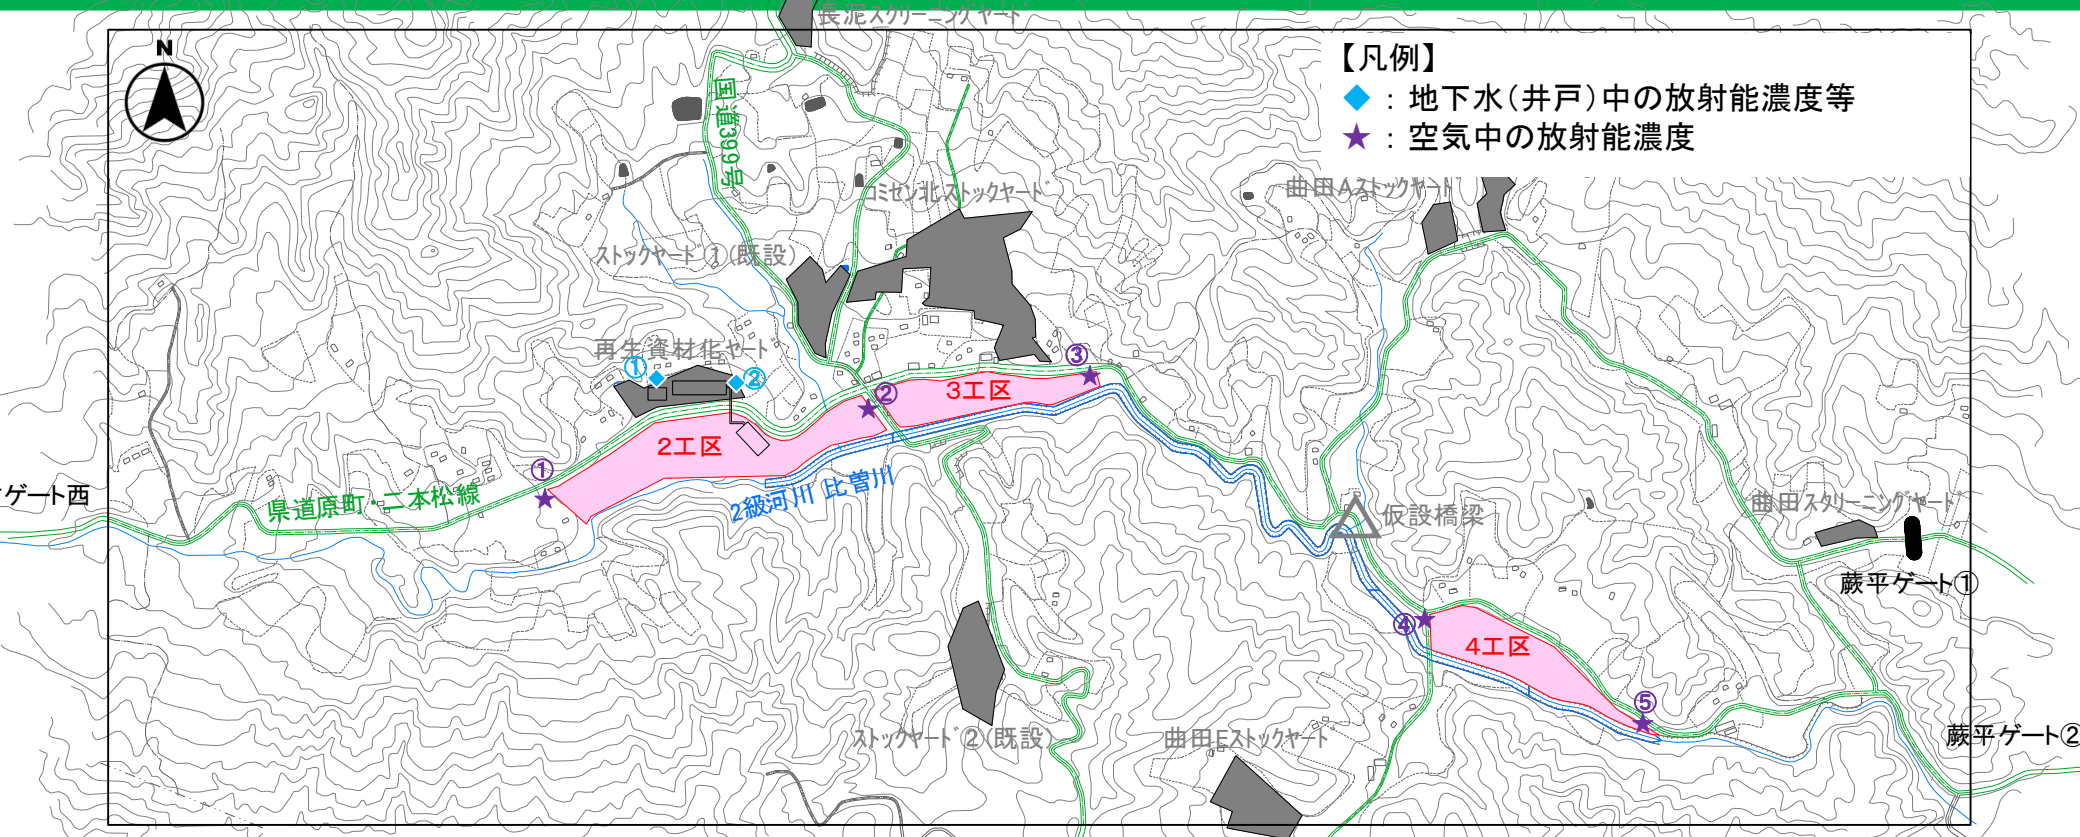 長泥スクリーニングヤード
N
【凡例】
◆：地下水（井戸）中の放射能濃度等
★：空気中の放射能濃度
国道399号
コミセン北ストックヤード
曲田Aストックヤード
ストックヤード①(既設)
再生資材化ヤード
①
②
③
②
3工区
2工区
①
ゲート西
県道原町・二本松線
2級河川 比曽川
仮設橋梁
曲田スクリーニングヤード
蕨平ゲート①
④
4工区
⑤
ストックヤード②(既設)
曲田Eストックヤード
蕨平ゲート②